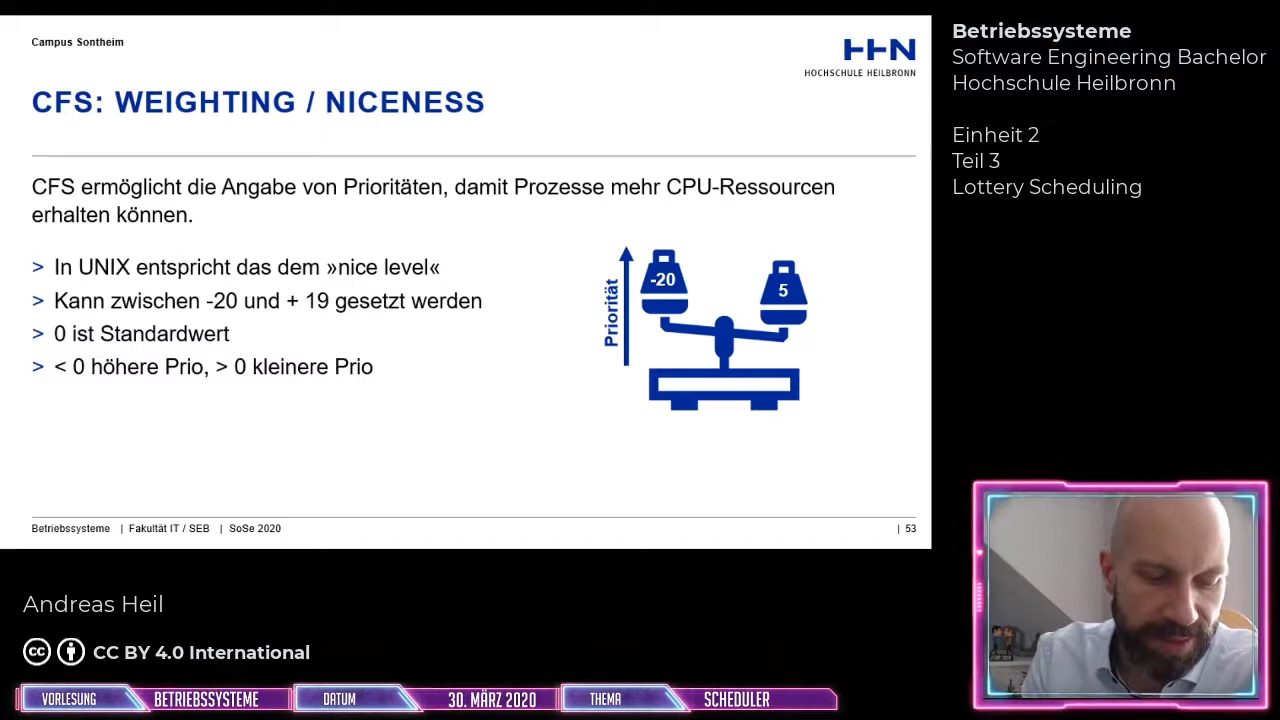 Campus Sontheim
HHN
HOCHSCHULE HEILBRONN
CFS: WEIGHTING / NICENESS
CFS ermöglicht die Angabe von Prioritäten, damit Prozesse mehr CPU-Ressourcen
erhalten können.
> In UNIX entspricht das dem »nice level«
> Kann zwischen -20 und + 19 gesetzt werden
> 0 ist Standardwert
> < 0 höhere Prio, > 0 kleinere Prio
Priorität
-20
5
Betriebssysteme | Fakultät IT / SEB | SoSe 2020
| 53
Betriebssysteme
Software Engineering Bachelor
Hochschule Heilbronn
Einheit 2
Teil 3
Lottery Scheduling
Andreas Heil
cc CC BY 4.0 International
VORLESUNG BETRIEBSSYSTEME DATUM 30. MÄRZ 2020 THEMA SCHEDULER